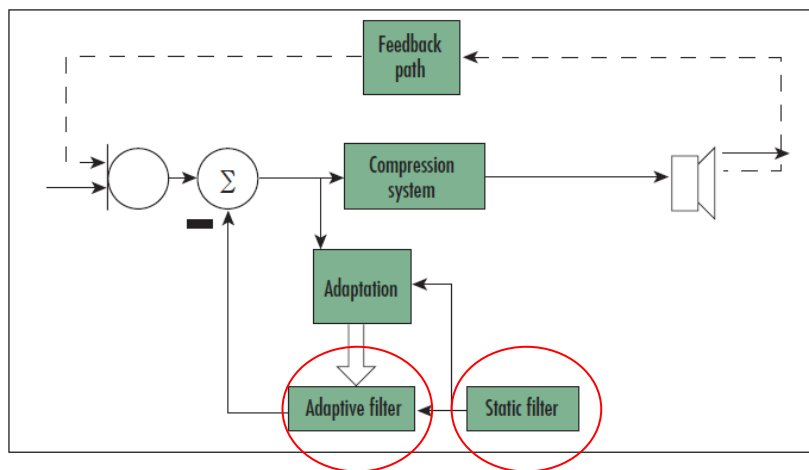 Feedback
path
Σ
Compression
system
Adaptation
Adaptive filter
Static filter